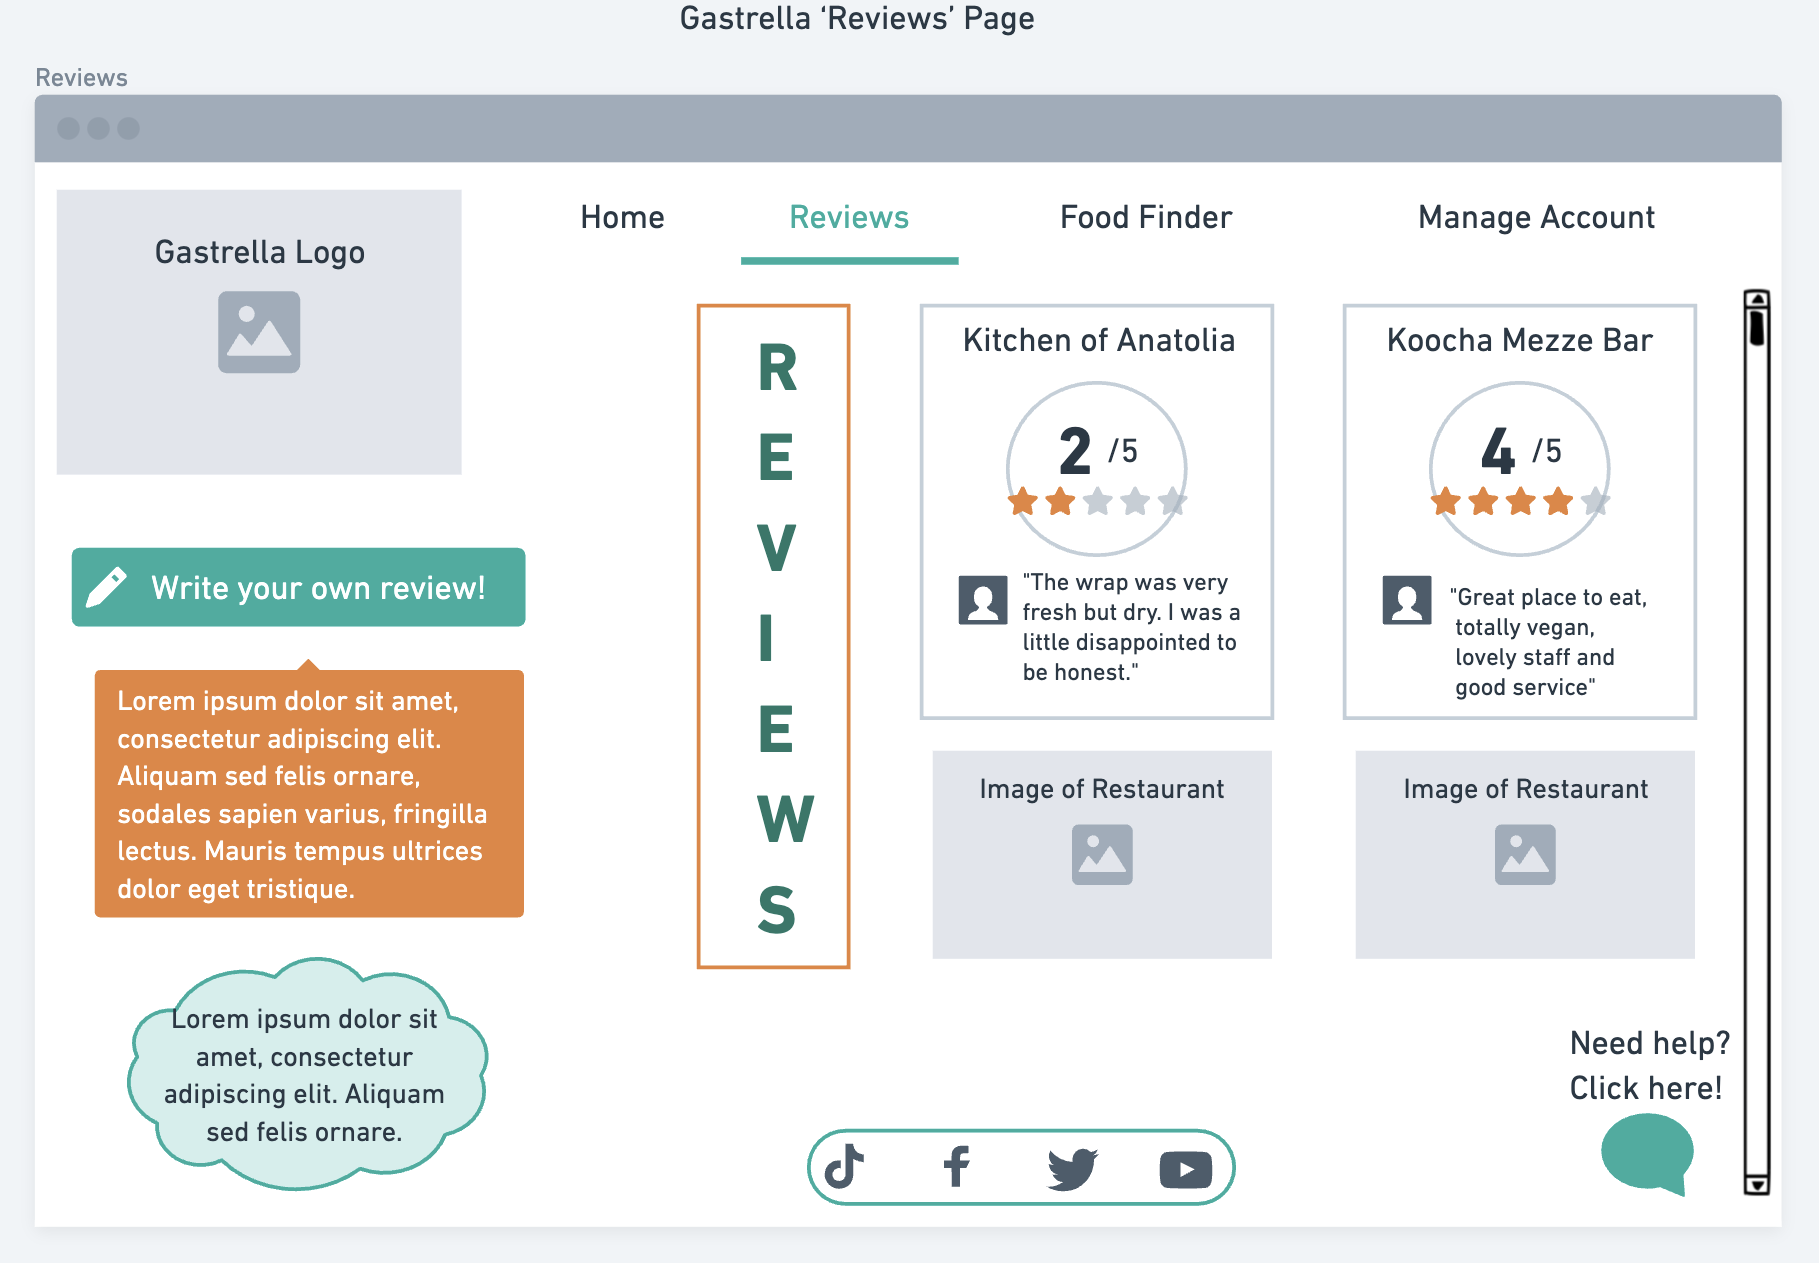 Gastrella ‘Reviews’ Page
Reviews
Gastrella Logo
Home
Reviews
Food Finder
Manage Account
Write your own review!
Lorem ipsum dolor sit amet,
consectetur adipiscing elit.
Aliquam sed felis ornare,
sodales sapien varius, fringilla
lectus. Mauris tempus ultrices
dolor eget tristique.
Lorem ipsum dolor sit
amet, consectetur
adipiscing elit. Aliquam
sed felis ornare.
R
E
V
I
E
W
S
Kitchen of Anatolia
2 /5
"The wrap was very
fresh but dry. I was a
little disappointed to
be honest."
Image of Restaurant
Koocha Mezze Bar
4 /5
"Great place to eat,
totally vegan,
lovely staff and
good service"
Image of Restaurant
Need help?
Click here!